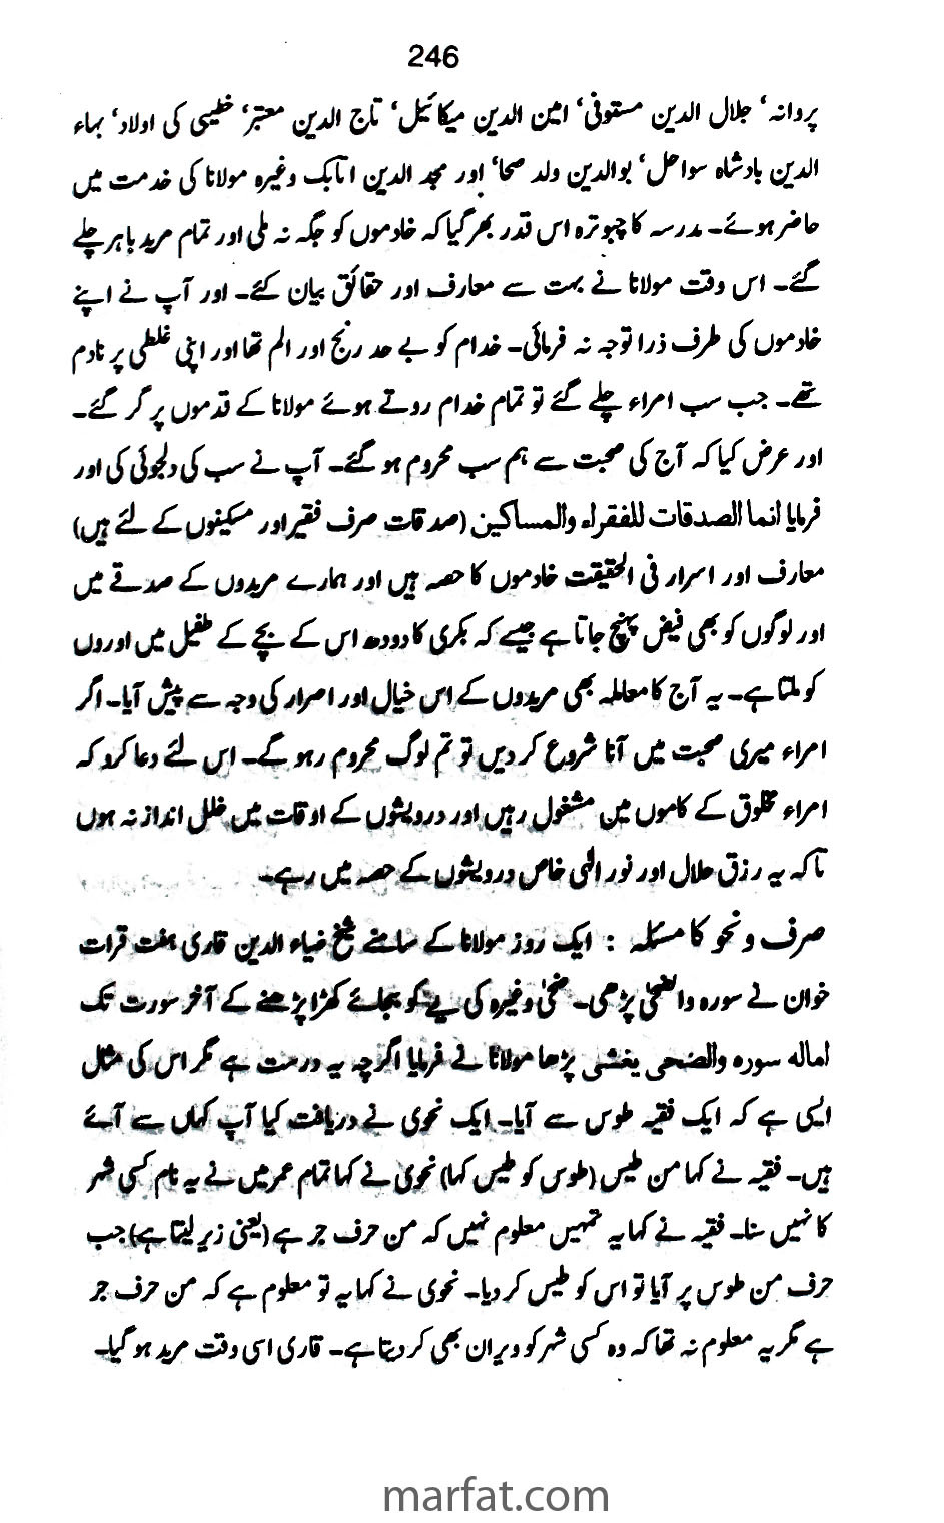 246
پروانہ‘ جلال الدین مستوفی‘ امین الدین میکائیل‘ تاج الدین معتبر‘ خطیبی کی اولاد‘ بہاء
الدین بادشاہ سواحل‘ بوالدین ولد صحا‘ اور مجد الدین اتابک وغیرہ مولانا کی خدمت میں
حاضر ہوئے۔ مدرسہ کا چبوترہ اس قدر بھر گیا کہ خادموں کو جگہ نہ ملی اور تمام مرید باہر چلے
گئے۔ اس وقت مولانا نے بہت سے معارف اور حقائق بیان کئے۔ اور آپ نے اپنے
خادموں کی طرف ذرا توجہ نہ فرمائی۔ خدام کو بے حد رنج اور الم تھا اور اپنی غلطی پر نادم
تھے۔ جب سب امراء چلے گئے تو تمام خدام روتے ہوئے مولانا کے قدموں پر گر گئے۔
اور عرض کیا کہ آج کی صحبت سے ہم سب محروم ہو گئے۔ آپ نے سب کی دلجوئی کی اور
فرمایا انما الصدقات للفقراء والمساکین (صدقات صرف فقیر اور مسکینوں کے لئے ہیں)
معارف اور اسرار فی الحقیقت خادموں کا حصہ ہیں اور ہمارے مریدوں کے صدقے میں
اور لوگوں کو بھی فیض پہنچ جاتا ہے جیسے کہ بکری کا دودھ اس کے بچے کے طفیل میں اوروں
کو ملتا ہے۔ یہ آج کا معاملہ بھی مریدوں کے اس خیال اور اصرار کی وجہ سے پیش آیا۔ اگر
امراء میری صحبت میں آنا شروع کر دیں تو تم لوگ محروم رہو گے۔ اس لئے دعا کرو کہ
امراء مخلوق کے کاموں مین مشغول رہیں اور درویشوں کے اوقات میں خلل انداز نہ ہوں
تاکہ یہ رزق حلال اور نور الٰہی خاص درویشوں کے حصہ میں رہے۔
صرف و نحو کا مسئلہ : ایک روز مولانا کے سامنے شیخ ضیاء الدین قاری ہفت قرات
خوان نے سورہ والضحیٰ پڑھی۔ ضحیٰ وغیرہ کی یے کو بجائے کھڑا پڑھنے کے آخر سورت تک
امالہ سورہ والضحی یغشی پڑھا مولانا نے فرمایا اگرچہ یہ درست ہے مگر اس کی مثال
ایسی ہے کہ ایک فقیہ طوس سے آیا۔ ایک نحوی نے دریافت کیا آپ کہاں سے آئے
ہیں۔ فقیہ نے کہا من طیس (طوس کو طیس کہا) نحوی نے کہا تمام عمر میں نے یہ نام کسی شہر
کا نہیں سنا۔ فقیہ نے کہا یہ تمہیں معلوم نہیں کہ من حرف جر ہے (یعنی زیر لیتا ہے) جب
حرف من طوس پر آیا تو اس کو طیس کر دیا۔ نحوی نے کہا یہ تو معلوم ہے کہ من حرف جر
ہے مگر یہ معلوم نہ تھا کہ وہ کسی شہر کو ویران بھی کر دیتا ہے۔ قاری اسی وقت مرید ہو گیا۔
marfat.com